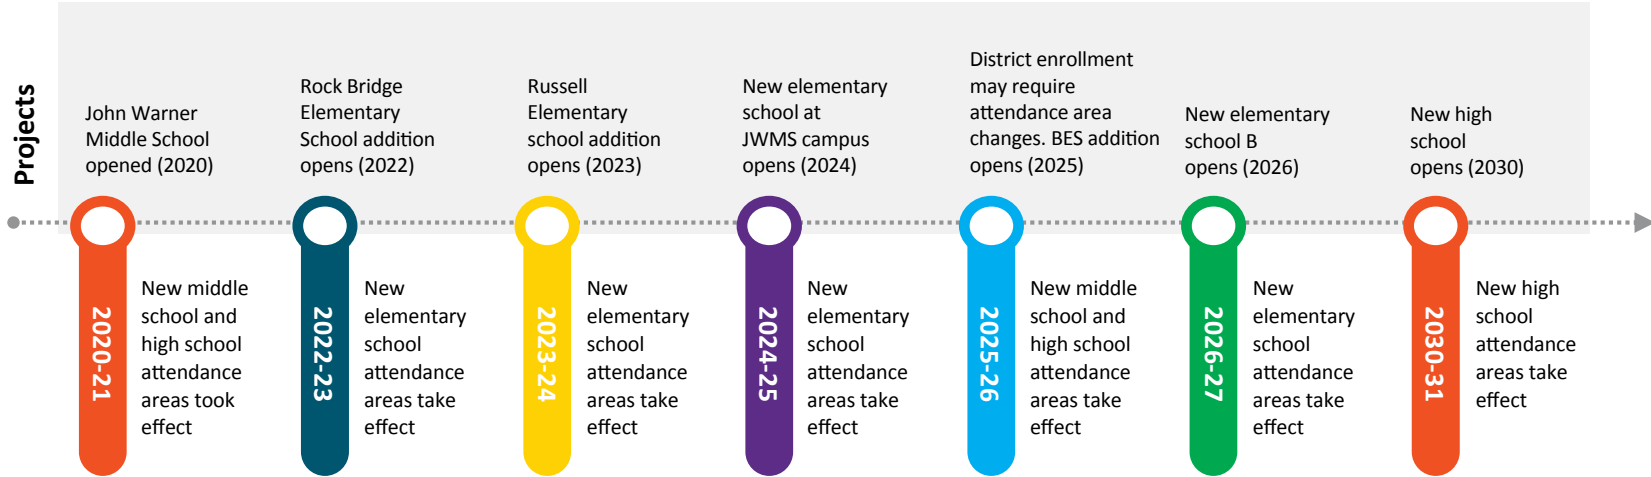 Projects
John Warner
Middle School
opened (2020)
Rock Bridge
Elementary
School addition
opens (2022)
Russell
Elementary
school addition
opens (2023)
New elementary
school at
JWMS campus
opens (2024)
District enrollment
may require
attendance area
changes. BES addition
opens (2025)
New elementary
school B
opens (2026)
New high
school
opens (2030)
2020-21
New middle
school and
high school
attendance
areas took
effect
2022-23
New
elementary
school
attendance
areas take
effect
2023-24
New
elementary
school
attendance
areas take
effect
2024-25
New
elementary
school
attendance
areas take
effect
2025-26
New middle
school and
high school
attendance
areas take
effect
2026-27
New
elementary
school
attendance
areas take
effect
2030-31
New high
school
attendance
areas take
effect